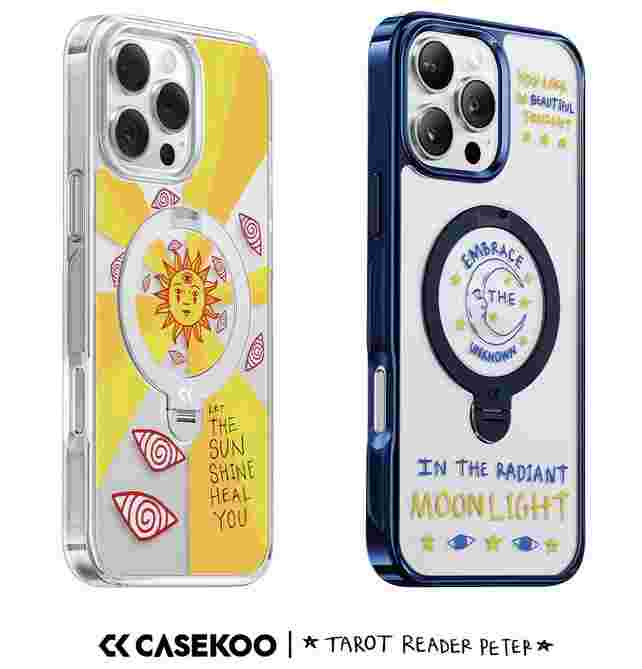 LET
THE
SUN
SHINE
HEAL
YOU
YOU LOOK
SO BEAUTIFUL
TONIGHT
EMBRACE
THE
UNKNOWN
IN THE RADIANT
MOONLIGHT
CASEKOO | ★ TAROT READER PETER ★